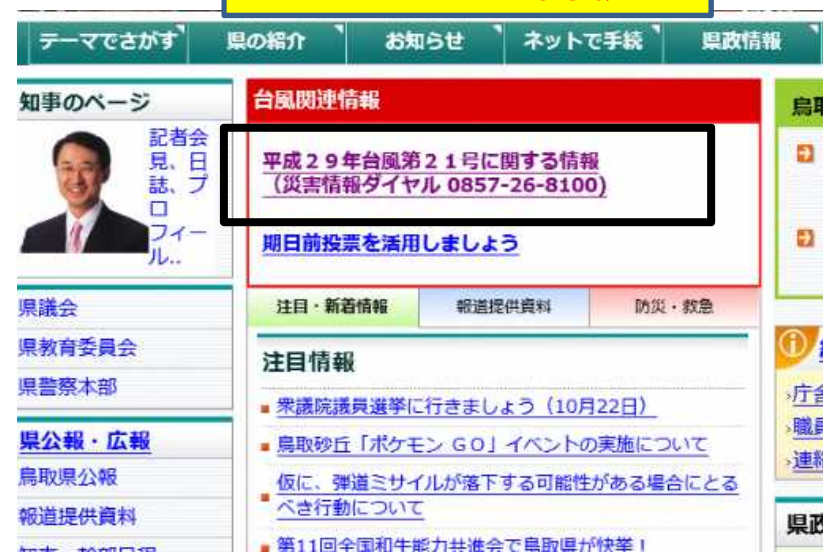 テーマでさがす 県の紹介 お知らせ ネットで手続 県政情報
知事のページ
記者会
見、日
誌、プ
ロ
フィー
ル..
県議会
県教育委員会
県警察本部
県公報・広報
鳥取県公報
報道提供資料
台風関連情報
平成29年台風第21号に関する情報
(災害情報ダイヤル 0857-26-8100)
期日前投票を活用しましょう
注目・新着情報 報道提供資料 防災・救急
注目情報
衆議院議員選挙に行きましょう(10月22日)
鳥取砂丘「ポケモン GO」イベントの実施について
仮に、弾道ミサイルが落下する可能性がある場合にとる
べき行動について
第11回全国和牛能力共進会で鳥取県が快挙!
鳥取
›庁舎
›職員
›連絡
県政